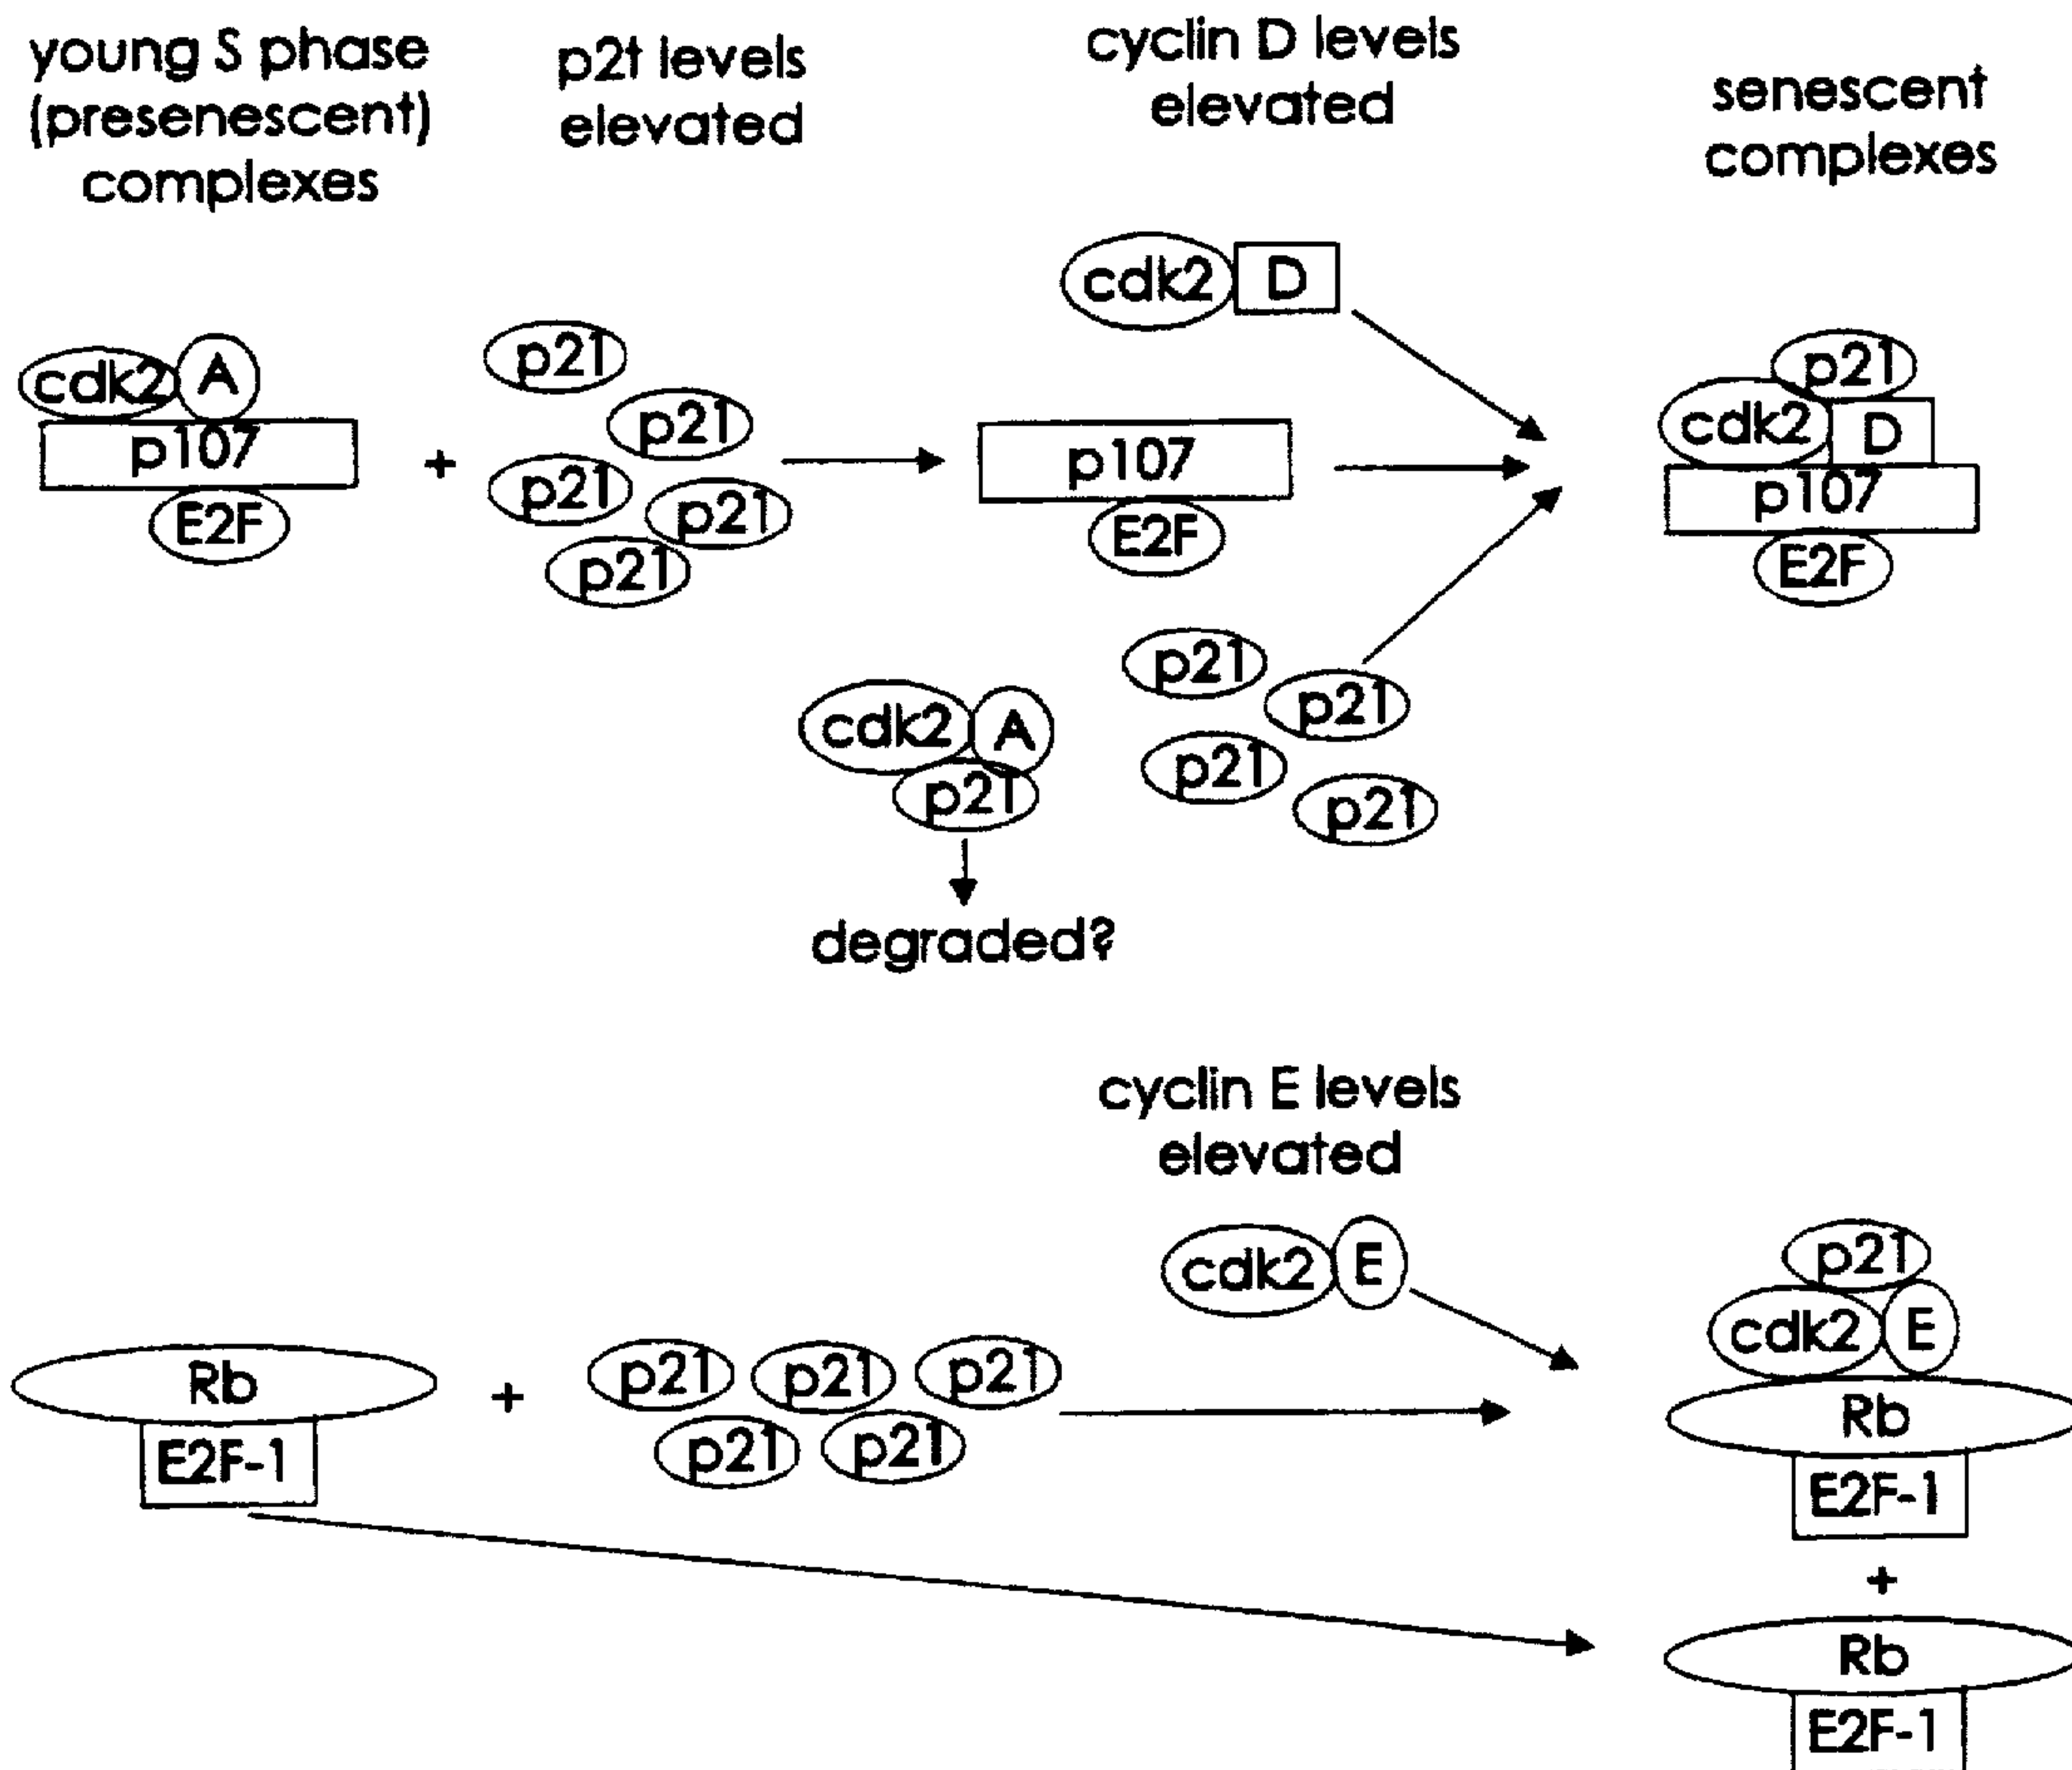 young S phase
(presenescent)
complexes
p2t levels
elevated
cyclin D levels
elevated
senescent
complexes
cdk2 D
cdk2 A
p107
E2F
+
p21
p21
p21
p21
p21
p107
E2F
p21
cdk2 D
p107
E2F
cdk2 A
p21
p21
p21
p21
p21
degraded?
cyclin E levels
elevated
cdk2 E
Rb
E2F-1
+
p21 p21 p21
p21 p21
p21
cdk2 E
Rb
E2F-1
+
Rb
E2F-1